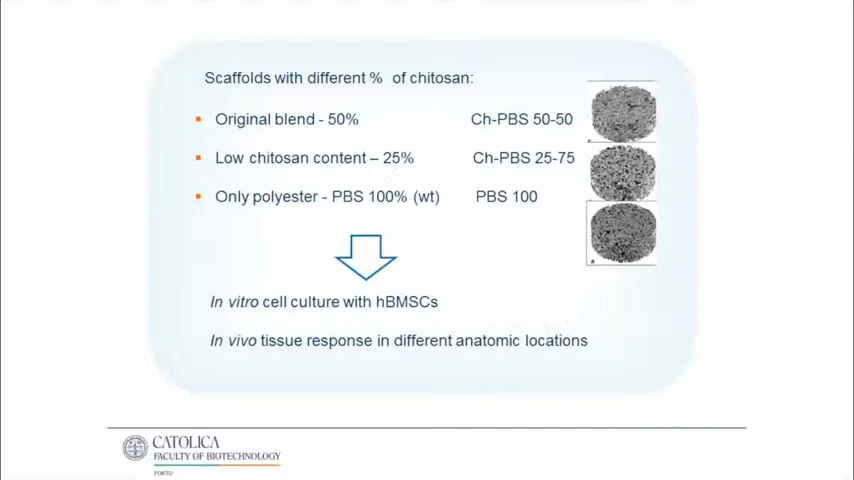 Scaffolds with different % of chitosan:
▪ Original blend - 50% Ch-PBS 50-50
▪ Low chitosan content – 25% Ch-PBS 25-75
▪ Only polyester - PBS 100% (wt) PBS 100
a
In vitro cell culture with hBMSCs
In vivo tissue response in different anatomic locations
CATOLICA
FACULTY OF BIOTECHNOLOGY
PORTO